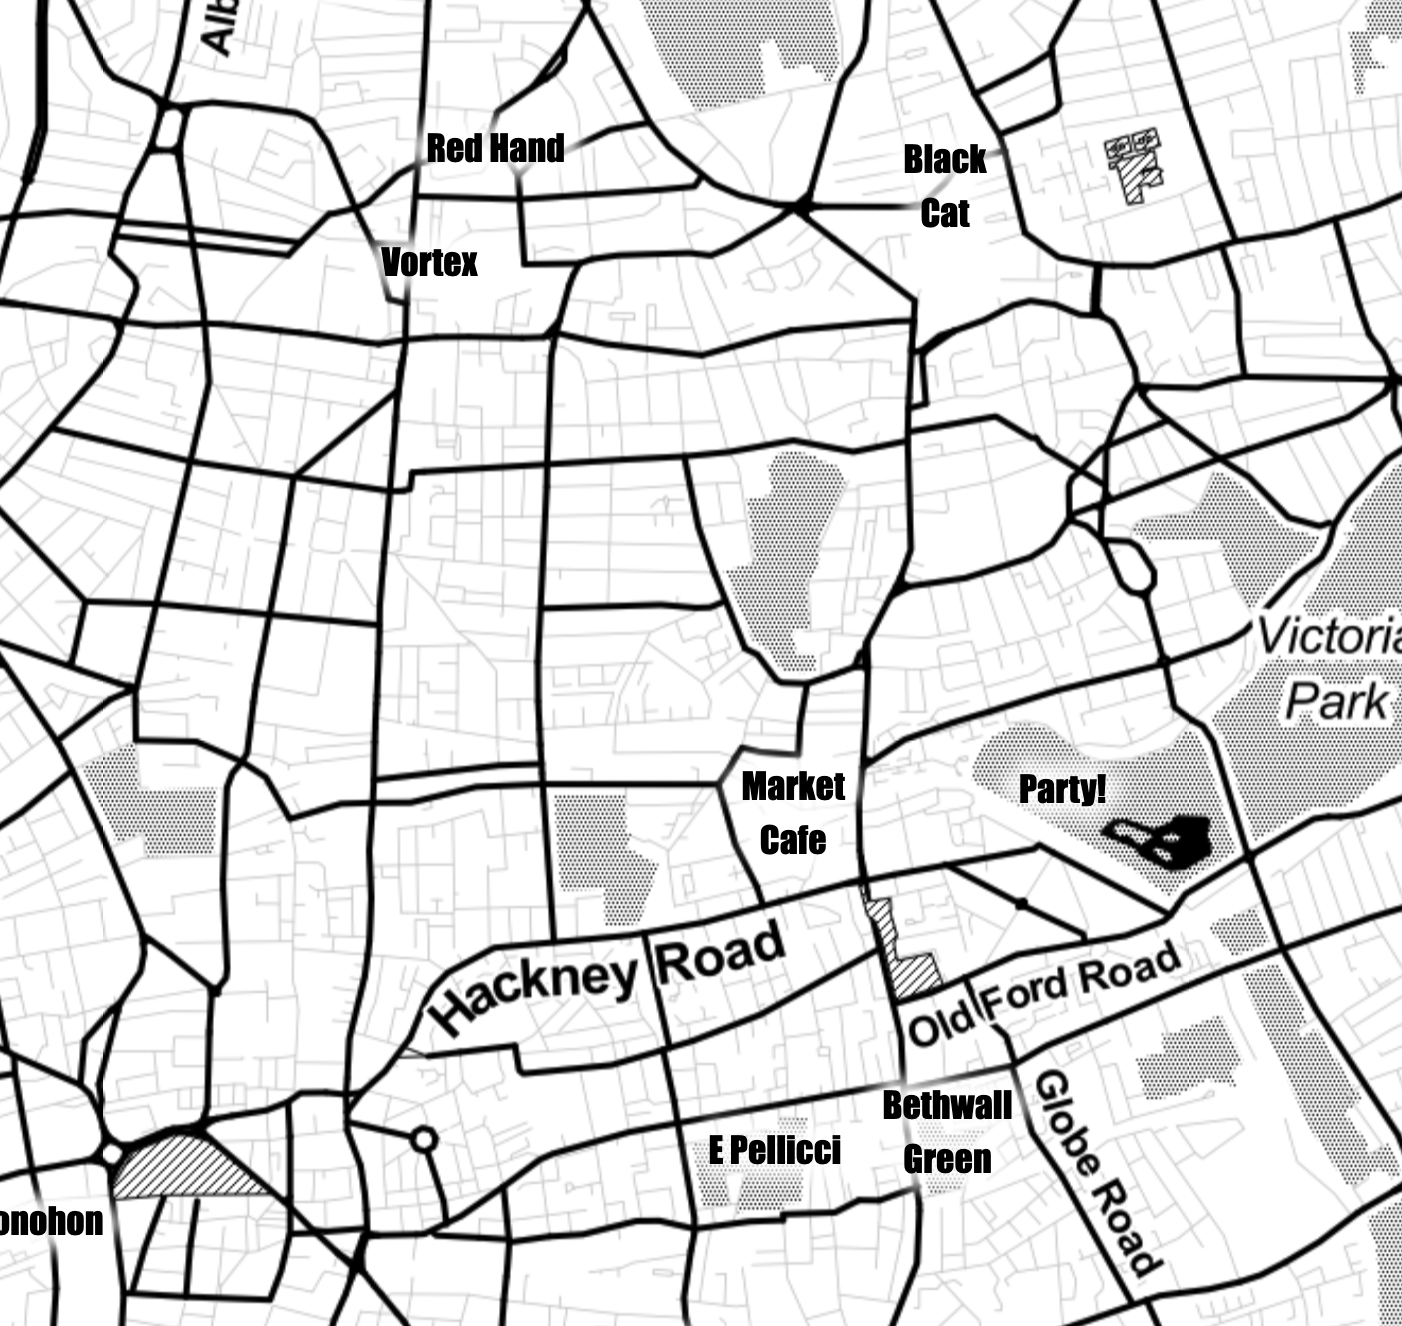 Alb
Red Hand
Black
Cat
Vortex
Victoria
Park
Market
Cafe
Party!
Hackney Road
Old Ford Road
Globe Road
Bethwall
Green
E Pellicci
onohon